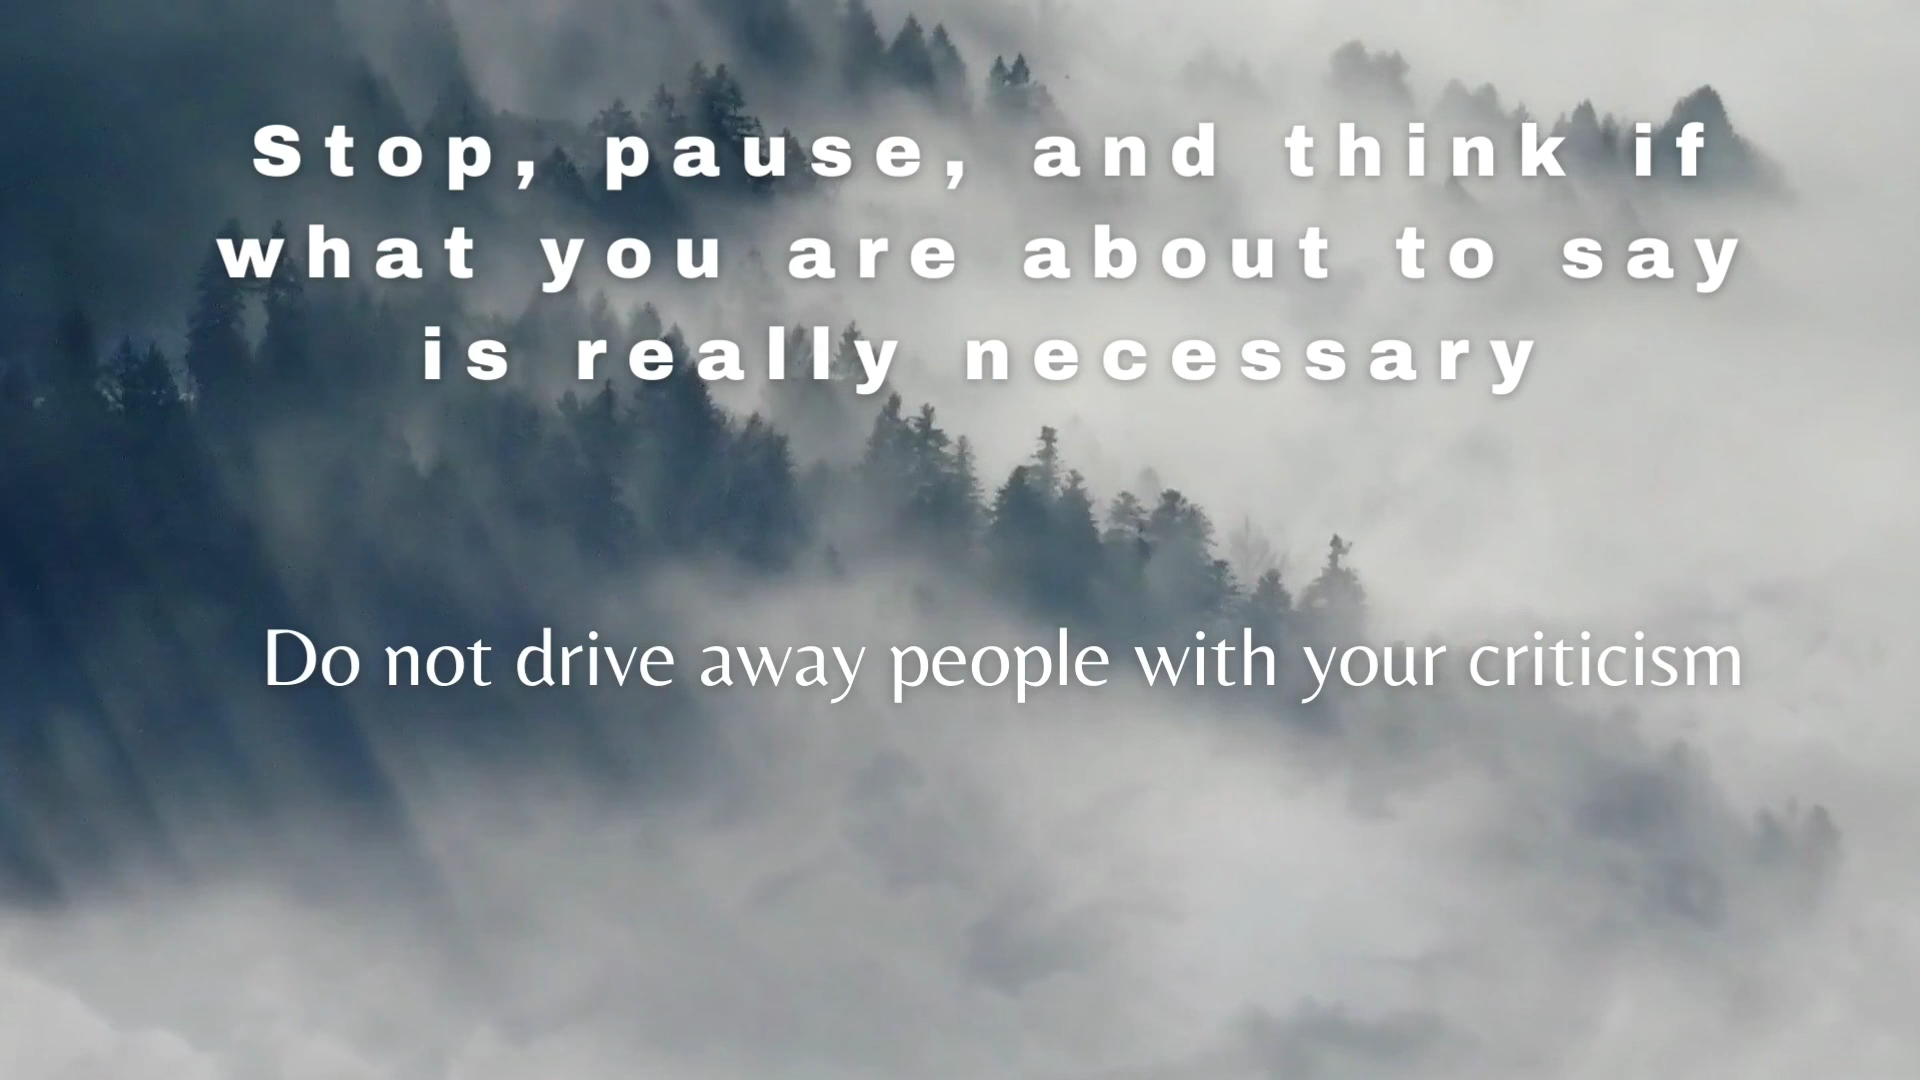 Stop, pause, and think if
what you are about to say
is really necessary
Do not drive away people with your criticism